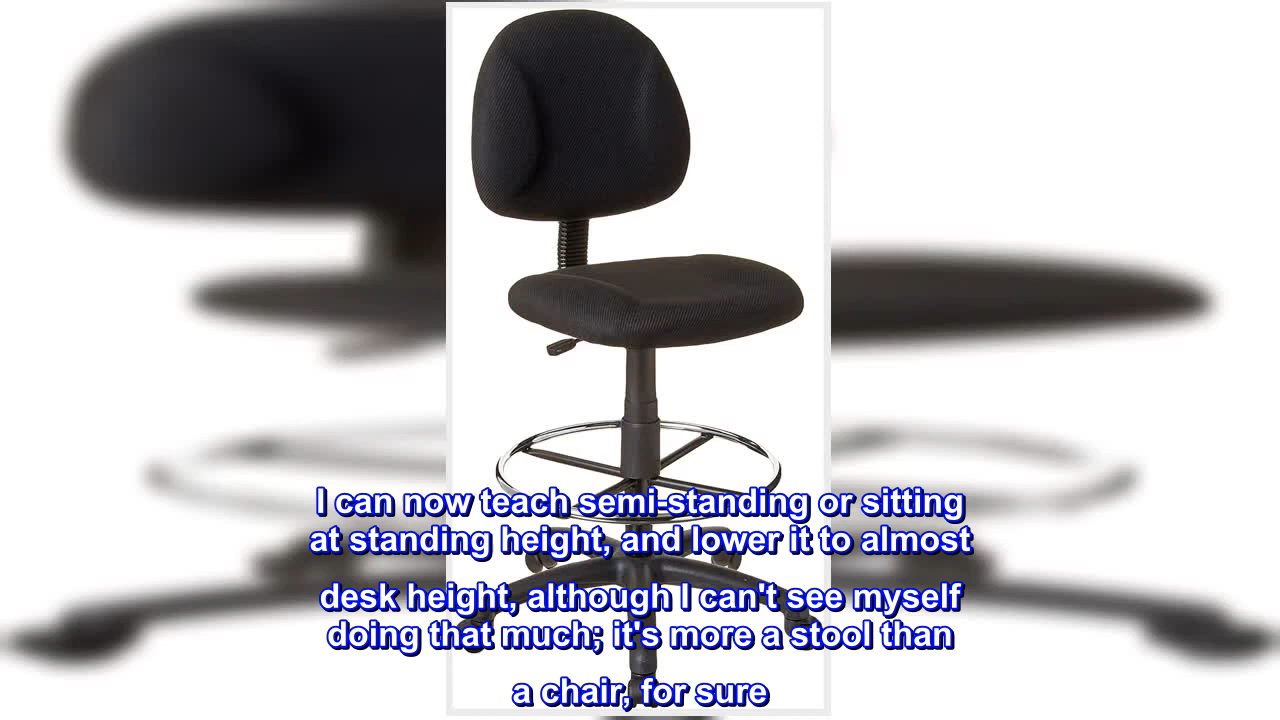 I can now teach semi-standing or sitting
at standing height, and lower it to almost
desk height, although I can't see myself
doing that much; it's more a stool than
a chair, for sure